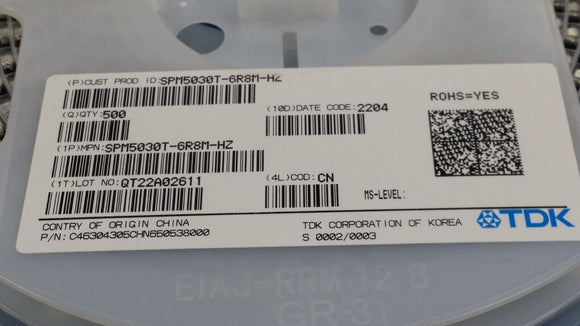 (P)CUST PROD ID:SPM5030T-6R8M-HZ
(Q)QTY:500
(10D)DATE CODE:2204
ROHS=YES
(1P)MPN:SPM5030T-6R8M-HZ
(1T)LOT NO:QT22A02611
(4L)COD:CN
MS-LEVEL:
CONTRY OF ORIGIN CHINA
TDK CORPORATION OF KOREA
TDK
P/N: C46304305CHN650538000
S 0002/0003
EIAJ-RRM 12 B
GR-31